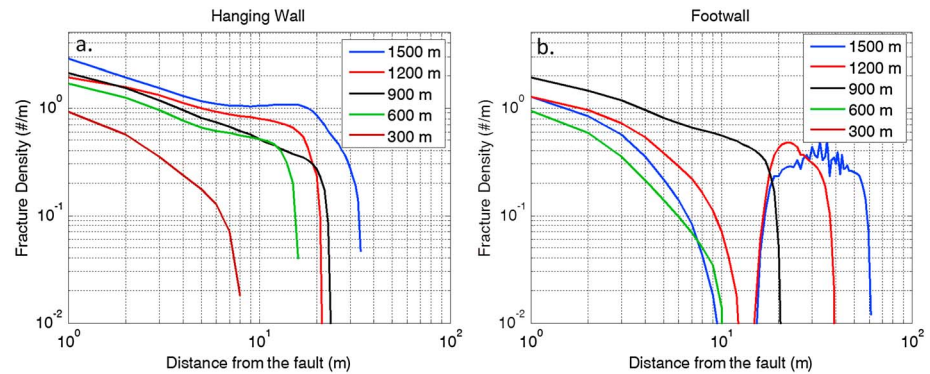 Hanging Wall
a.
1500 m
1200 m
900 m
600 m
300 m
Fracture Density (#/m)
10^0
10^-1
10^-2
10^0
10^1
10^2
Distance from the fault (m)
Footwall
b.
1500 m
1200 m
900 m
600 m
300 m
Fracture Density (#/m)
10^0
10^-1
10^-2
10^0
10^1
10^2
Distance from the fault (m)